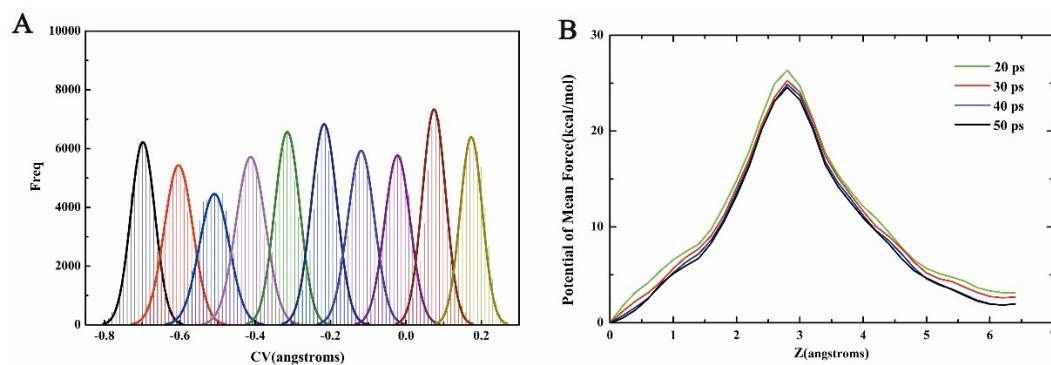 A
Freq
10000
8000
6000
4000
2000
0
-0.8
-0.6
-0.4
-0.2
0.0
0.2
CV(angstroms)
B
Potential of Mean Force(kcal/mol)
30
20
10
0
0
1
2
3
4
5
6
7
Z(angstroms)
20 ps
30 ps
40 ps
50 ps